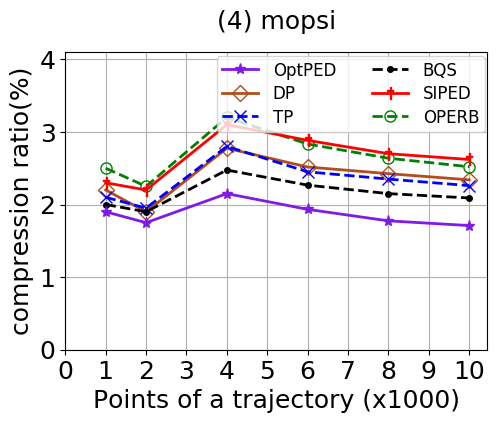 (4) mopsi
OptPED
DP
TP
BQS
SIPED
OPERB
compression ratio(%)
4
3
2
1
0
0 1 2 3 4 5 6 7 8 9 10
Points of a trajectory (x1000)